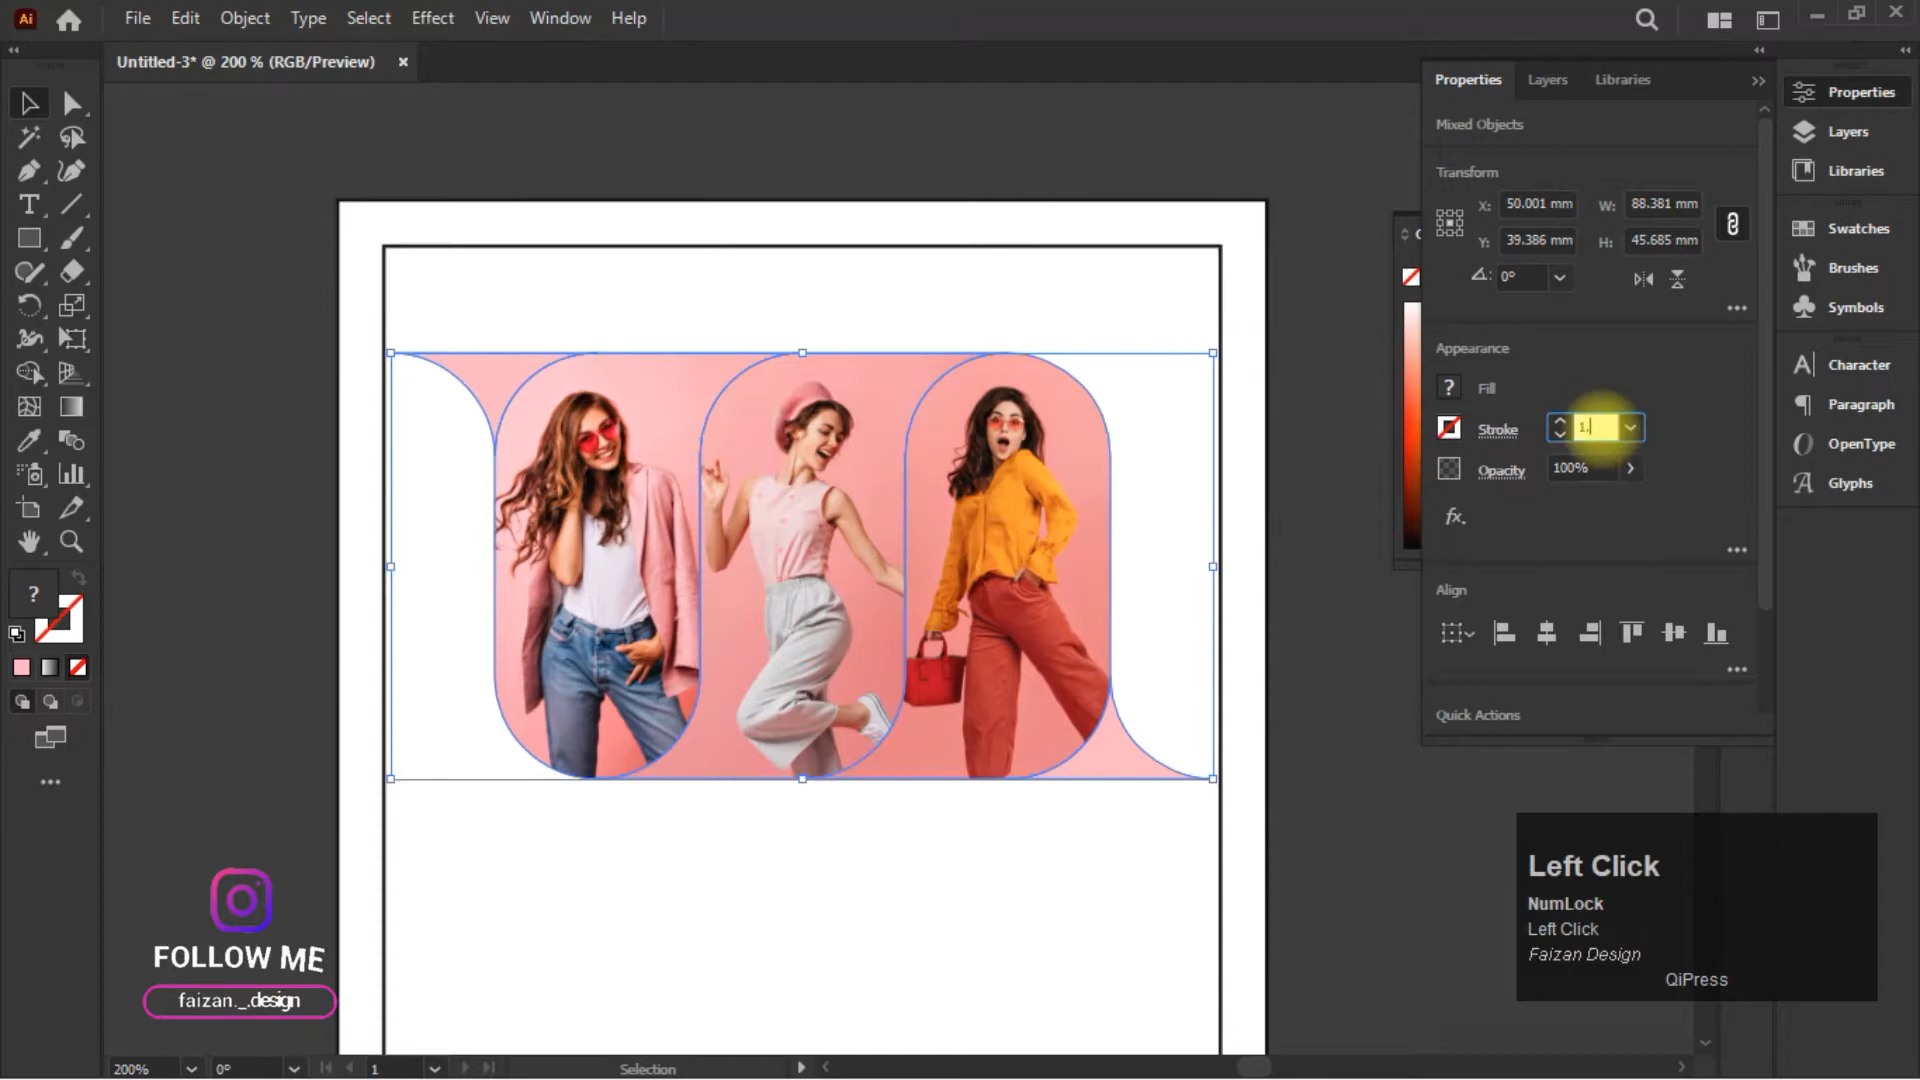 Ai
File Edit Object Type Select Effect View Window Help
Untitled-3* @ 200 % (RGB/Preview) ×
Properties Layers Libraries
Mixed Objects
Transform
X: 50.001 mm W: 88.381 mm
Y: 39.386 mm H: 45.685 mm
0°
Appearance
? Fill
Stroke 1.
Opacity 100%
fx.
Align
Quick Actions
Properties
Layers
Libraries
Swatches
Brushes
Symbols
Character
Paragraph
OpenType
Glyphs
?
FOLLOW ME
faizan._.design
Left Click
NumLock
Left Click
Faizan Design
QiPress
200% 0° 1 Selection